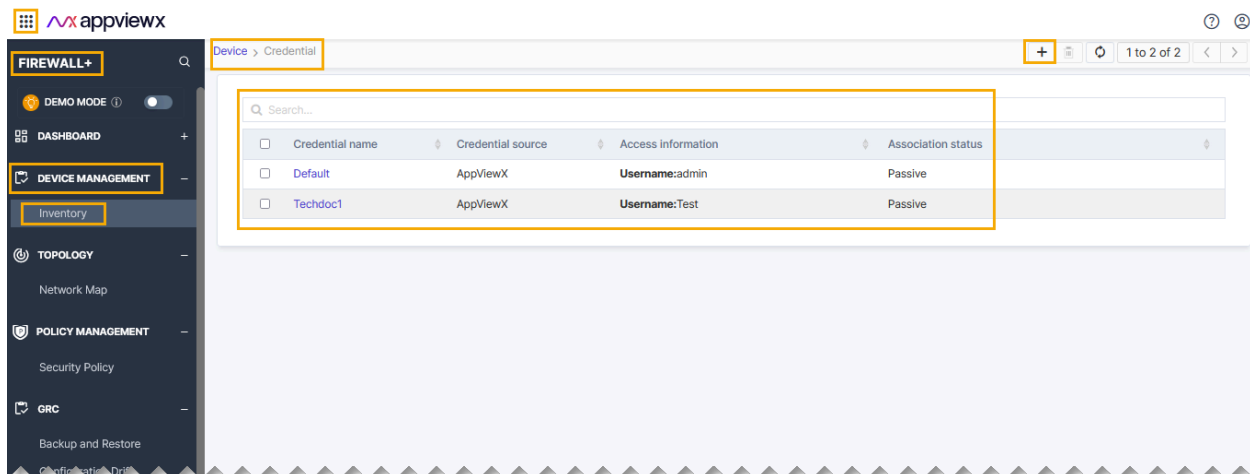 appviewx
FIREWALL+
Device > Credential
1 to 2 of 2
DEMO MODE
DASHBOARD
DEVICE MANAGEMENT
Inventory
TOPOLOGY
Network Map
POLICY MANAGEMENT
Security Policy
GRC
Backup and Restore
Configuration Drift
Search...
Credential name Credential source Access information Association status
Default AppViewX Username:admin Passive
Techdoc1 AppViewX Username:Test Passive